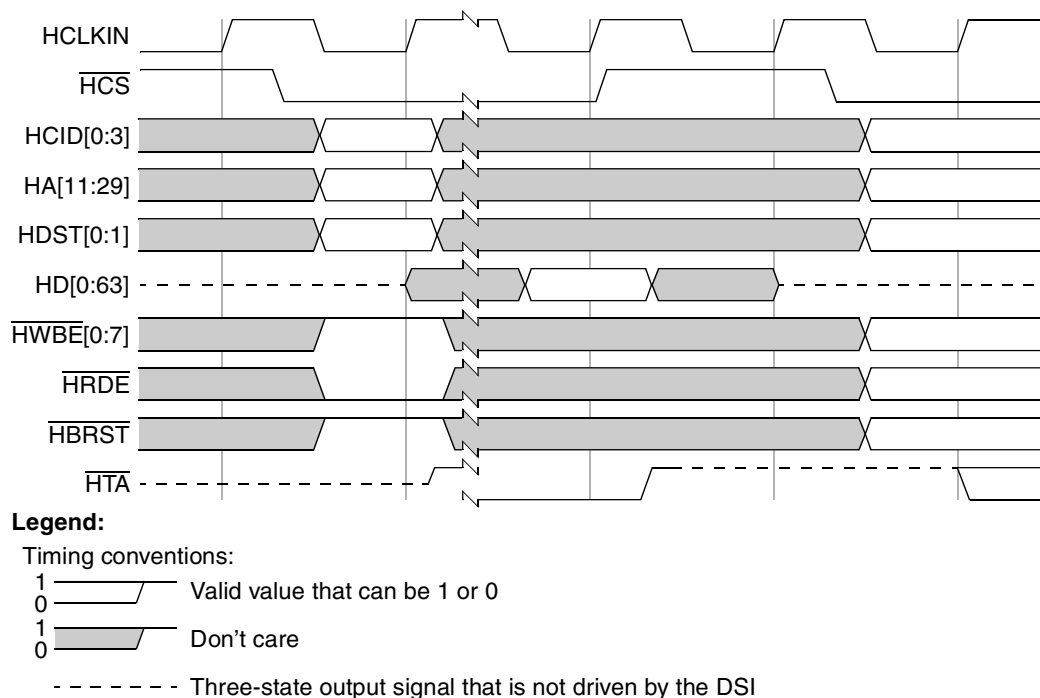 HCLKIN
HCS
HCID[0:3]
HA[11:29]
HDST[0:1]
HD[0:63]
HWBE[0:7]
HRDE
HBRST
HTA
Legend:
Timing conventions:
1
0
Valid value that can be 1 or 0
1
0
Don't care
Three-state output signal that is not driven by the DSI